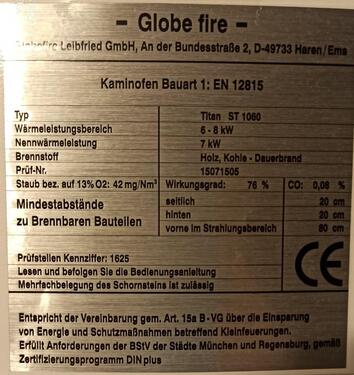 - Globe fire -
Globefire Leibfried GmbH, An der Bundesstraße 2, D-49733 Haren/Ems
Kaminofen Bauart 1: EN 12815
Typ Titan ST 1060
Wärmeleistungsbereich 6 - 8 kW
Nennwärmeleistung 7 kW
Brennstoff Holz, Kohle - Dauerbrand
Prüf-Nr. 15071505
Staub bez. auf 13% O2: 42 mg/Nm³ Wirkungsgrad: 76 % CO: 0,08 %
Mindestabstände seitlich 20 cm
zu Brennbaren Bauteilen hinten 20 cm
vorne im Strahlungsbereich 80 cm
Prüfstellen Kennziffer: 1625
Lesen und befolgen Sie die Bedienungsanleitung
Mehrfachbelegung des Schornsteins ist zulässig
CE
Entspricht der Vereinbarung gem. Art. 15a B-VG über die Einsparung
von Energie und Schutzmaßnahmen betreffend Kleinfeuerungen.
Erfüllt Anforderungen der BStV der Städte München und Regensburg, gemäß
Zertifizierungsprogramm DIN plus